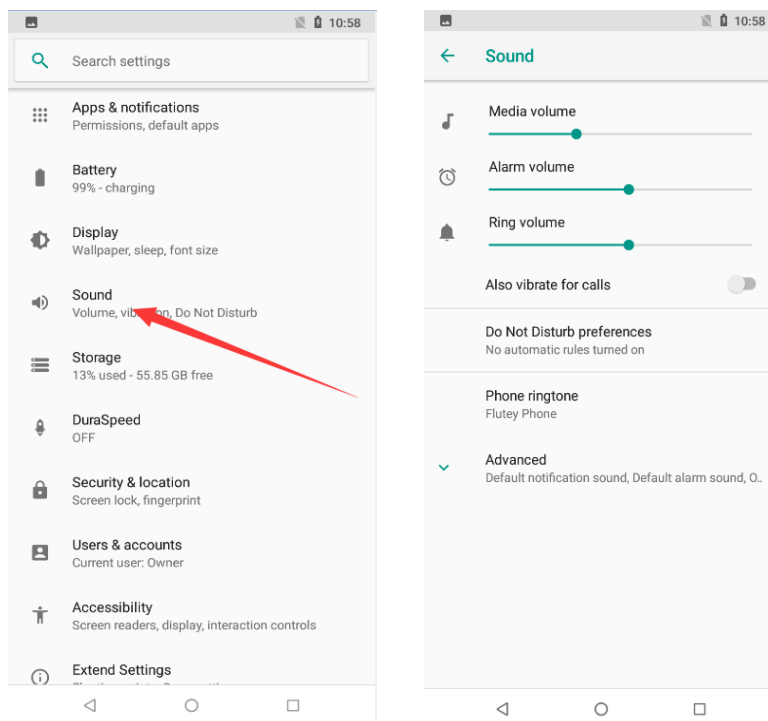 10:58
Search settings
Apps & notifications
Permissions, default apps
Battery
99% - charging
Display
Wallpaper, sleep, font size
Sound
Volume, vibration, Do Not Disturb
Storage
13% used - 55.85 GB free
DuraSpeed
OFF
Security & location
Screen lock, fingerprint
Users & accounts
Current user: Owner
Accessibility
Screen readers, display, interaction controls
Extend Settings
10:58
Sound
Media volume
Alarm volume
Ring volume
Also vibrate for calls
Do Not Disturb preferences
No automatic rules turned on
Phone ringtone
Flutey Phone
Advanced
Default notification sound, Default alarm sound, O..